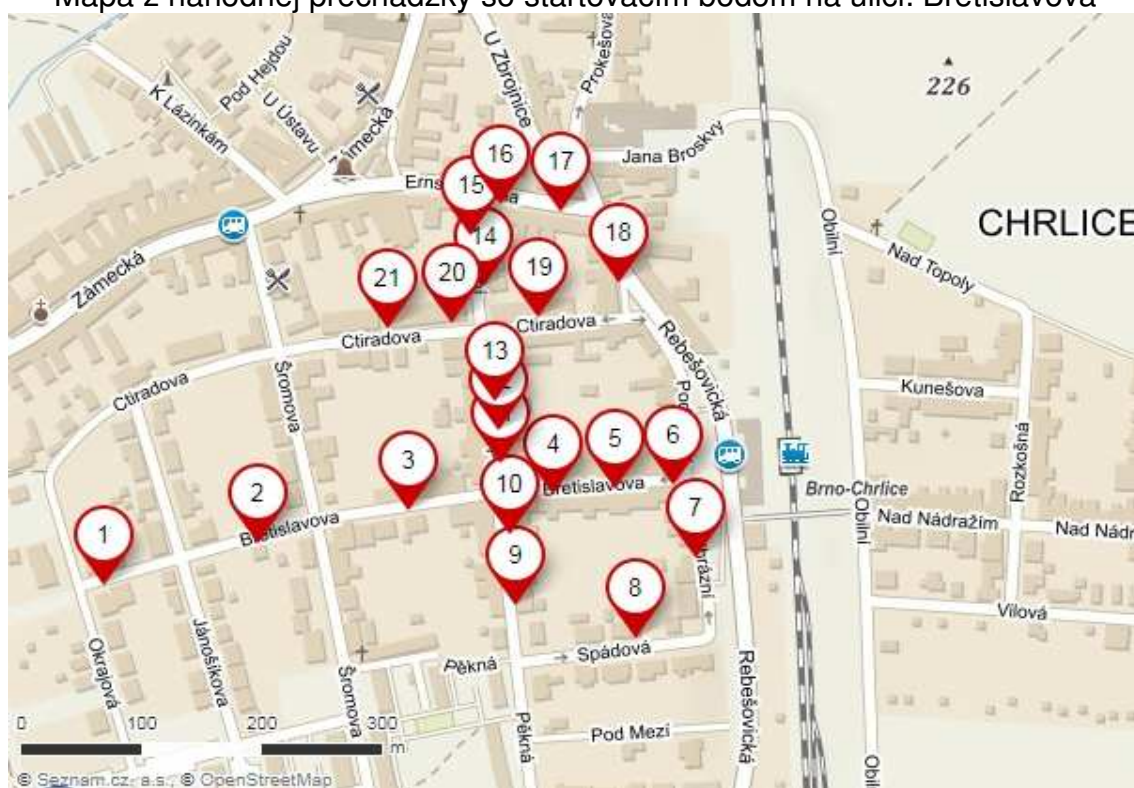 Mapa z náhodnej prechádzky so štartovacím bodom na ulici: Bretislavova
K Lázinkám
Pod Hejdou
U Ústavu
Zámecká
U Zbrojnice
Prokešova
226
Jana Broskvy
16
17
15
14
18
Obilní
CHRLICE
Nad Topoly
Zámecká
21
20
19
Ctiradova
Ctiradova
Rebešovická
Ctiradova
Šromova
13
Kunešova
Rozkošná
3
4
5
6
2
10
Bretislavova
Bretislavova
Brno-Chrlice
7
1
Nad Nádražím
Obilní
9
8
Vilová
Okrajová
Jánošíkova
Šromova
Pěkná
Spádová
Rebešovická
Pěkná
Pod Mezí
0 100 200 300
m
© Seznam.cz, a.s., © OpenStreetMap